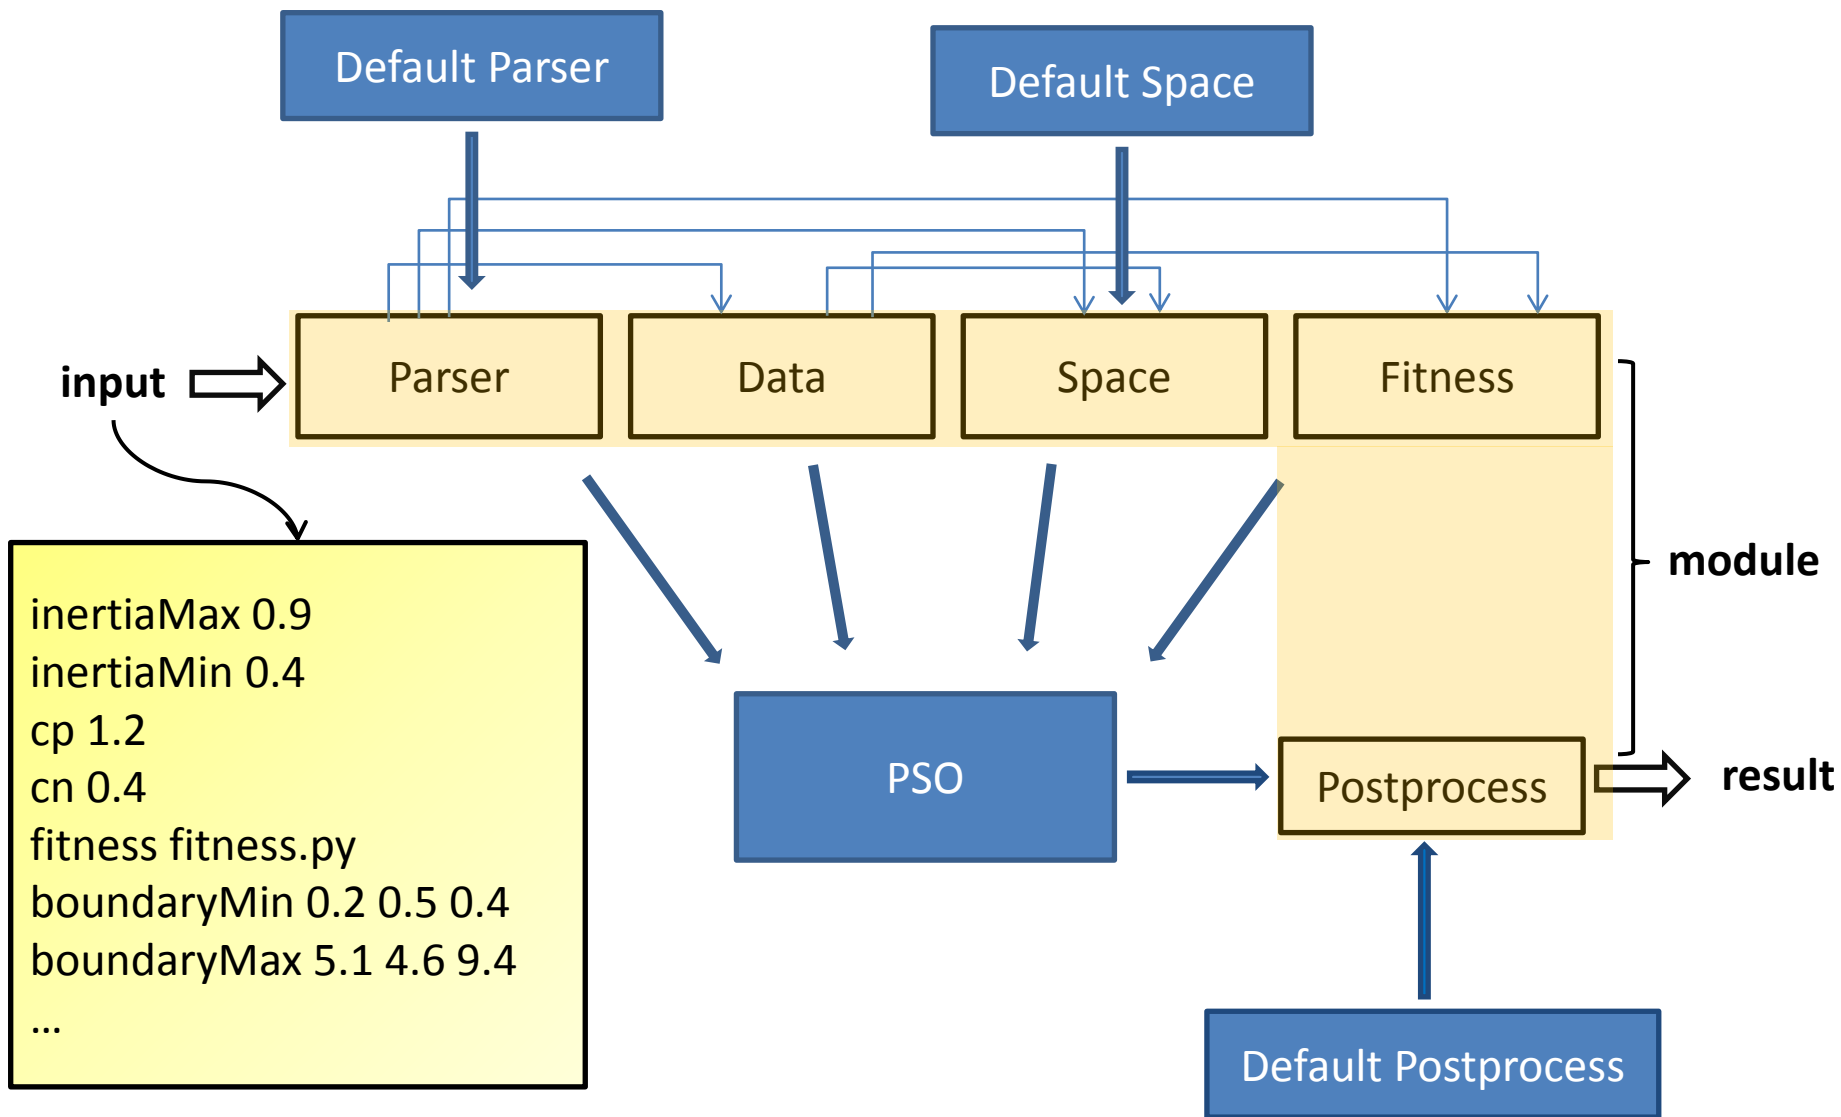 Default Parser
Default Space
input
Parser
Data
Space
Fitness
module
inertiaMax 0.9
inertiaMin 0.4
cp 1.2
cn 0.4
fitness fitness.py
boundaryMin 0.2 0.5 0.4
boundaryMax 5.1 4.6 9.4
...
PSO
Postprocess
result
Default Postprocess